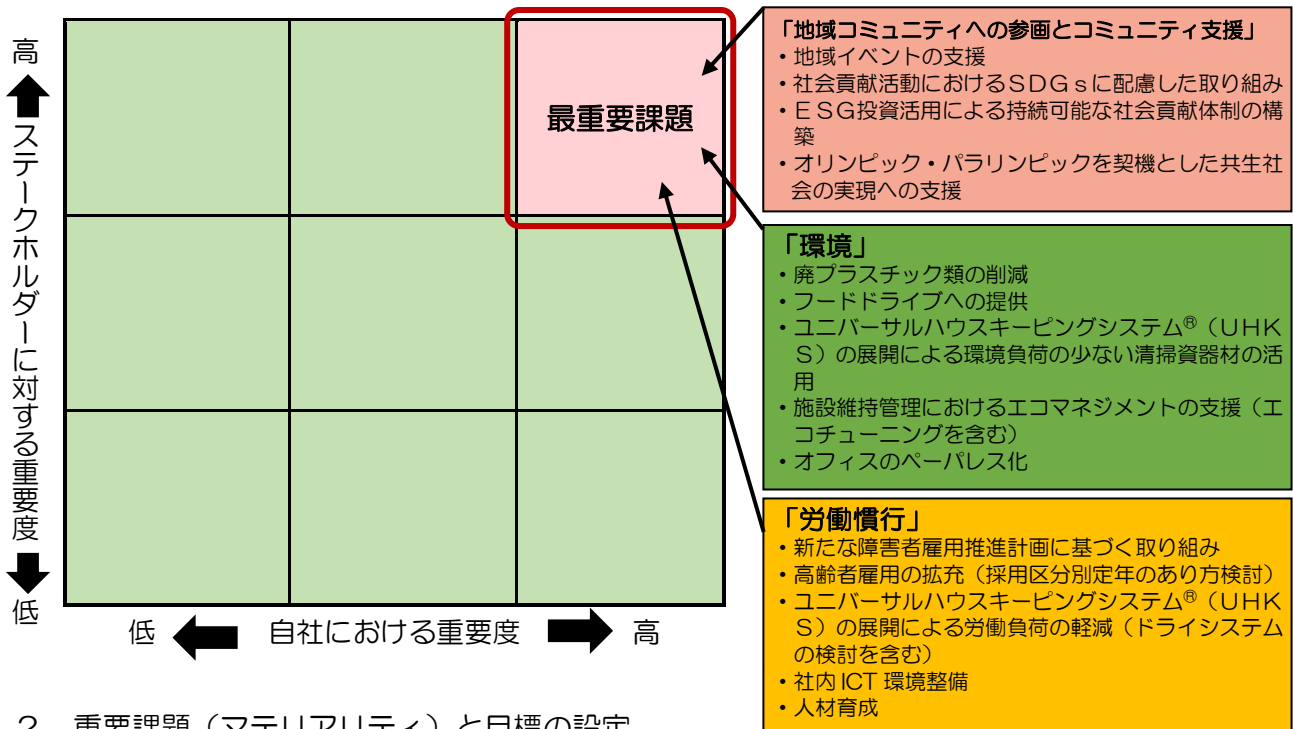 高
ステークホルダーに対する重要度
低
最重要課題
低
自社における重要度
高
「地域コミュニティへの参画とコミュニティ支援」
・地域イベントの支援
・社会貢献活動におけるSDGsに配慮した取り組み
・ESG投資活用による持続可能な社会貢献体制の構
築
・オリンピック・パラリンピックを契機とした共生社
会の実現への支援
「環境」
・廃プラスチック類の削減
・フードドライブへの提供
・ユニバーサルハウスキーピングシステム®(UHK
S)の展開による環境負荷の少ない清掃資器材の活
用
・施設維持管理におけるエコマネジメントの支援(エ
コチューニングを含む)
・オフィスのペーパレス化
「労働慣行」
・新たな障害者雇用推進計画に基づく取り組み
・高齢者雇用の拡充(採用区分別定年のあり方検討)
・ユニバーサルハウスキーピングシステム®(UHK
S)の展開による労働負荷の軽減(ドライシステム
の検討を含む)
・社内ICT環境整備
・人材育成
2 重要課題(マテリアリティ)と目標の設定